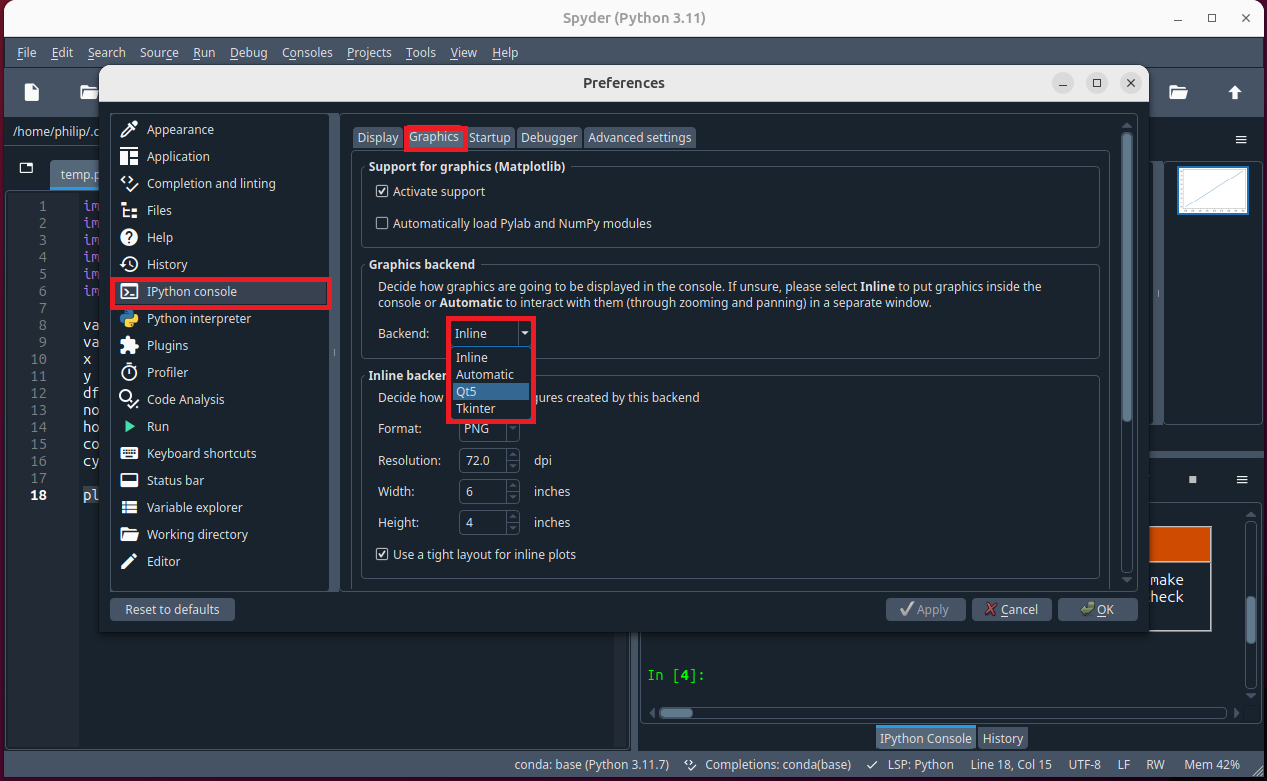 Spyder (Python 3.11)
File Edit Search Source Run Debug Consoles Projects Tools View Help
Preferences
/home/philip/.c
temp.p
1 im
2 im
3 im
4 im
5 im
6 im
7
8 va
9 va
10 x
11 y
12 df
13 no
14 ho
15 co
16 cy
17
18 pl
Appearance
Application
Completion and linting
Files
Help
History
IPython console
Python interpreter
Plugins
Profiler
Code Analysis
Run
Keyboard shortcuts
Status bar
Variable explorer
Working directory
Editor
Display Graphics Startup Debugger Advanced settings
Support for graphics (Matplotlib)
Activate support
Automatically load Pylab and NumPy modules
Graphics backend
Decide how graphics are going to be displayed in the console. If unsure, please select Inline to put graphics inside the
console or Automatic to interact with them (through zooming and panning) in a separate window.
Backend: Inline
Inline
Automatic
Qt5
Tkinter
Inline backen
Decide how gures created by this backend
Format: PNG
Resolution: 72.0 dpi
Width: 6 inches
Height: 4 inches
Use a tight layout for inline plots
Reset to defaults Apply Cancel OK
make
heck
In [4]:
IPython Console History
conda: base (Python 3.11.7) Completions: conda(base) LSP: Python Line 18, Col 15 UTF-8 LF RW Mem 42%